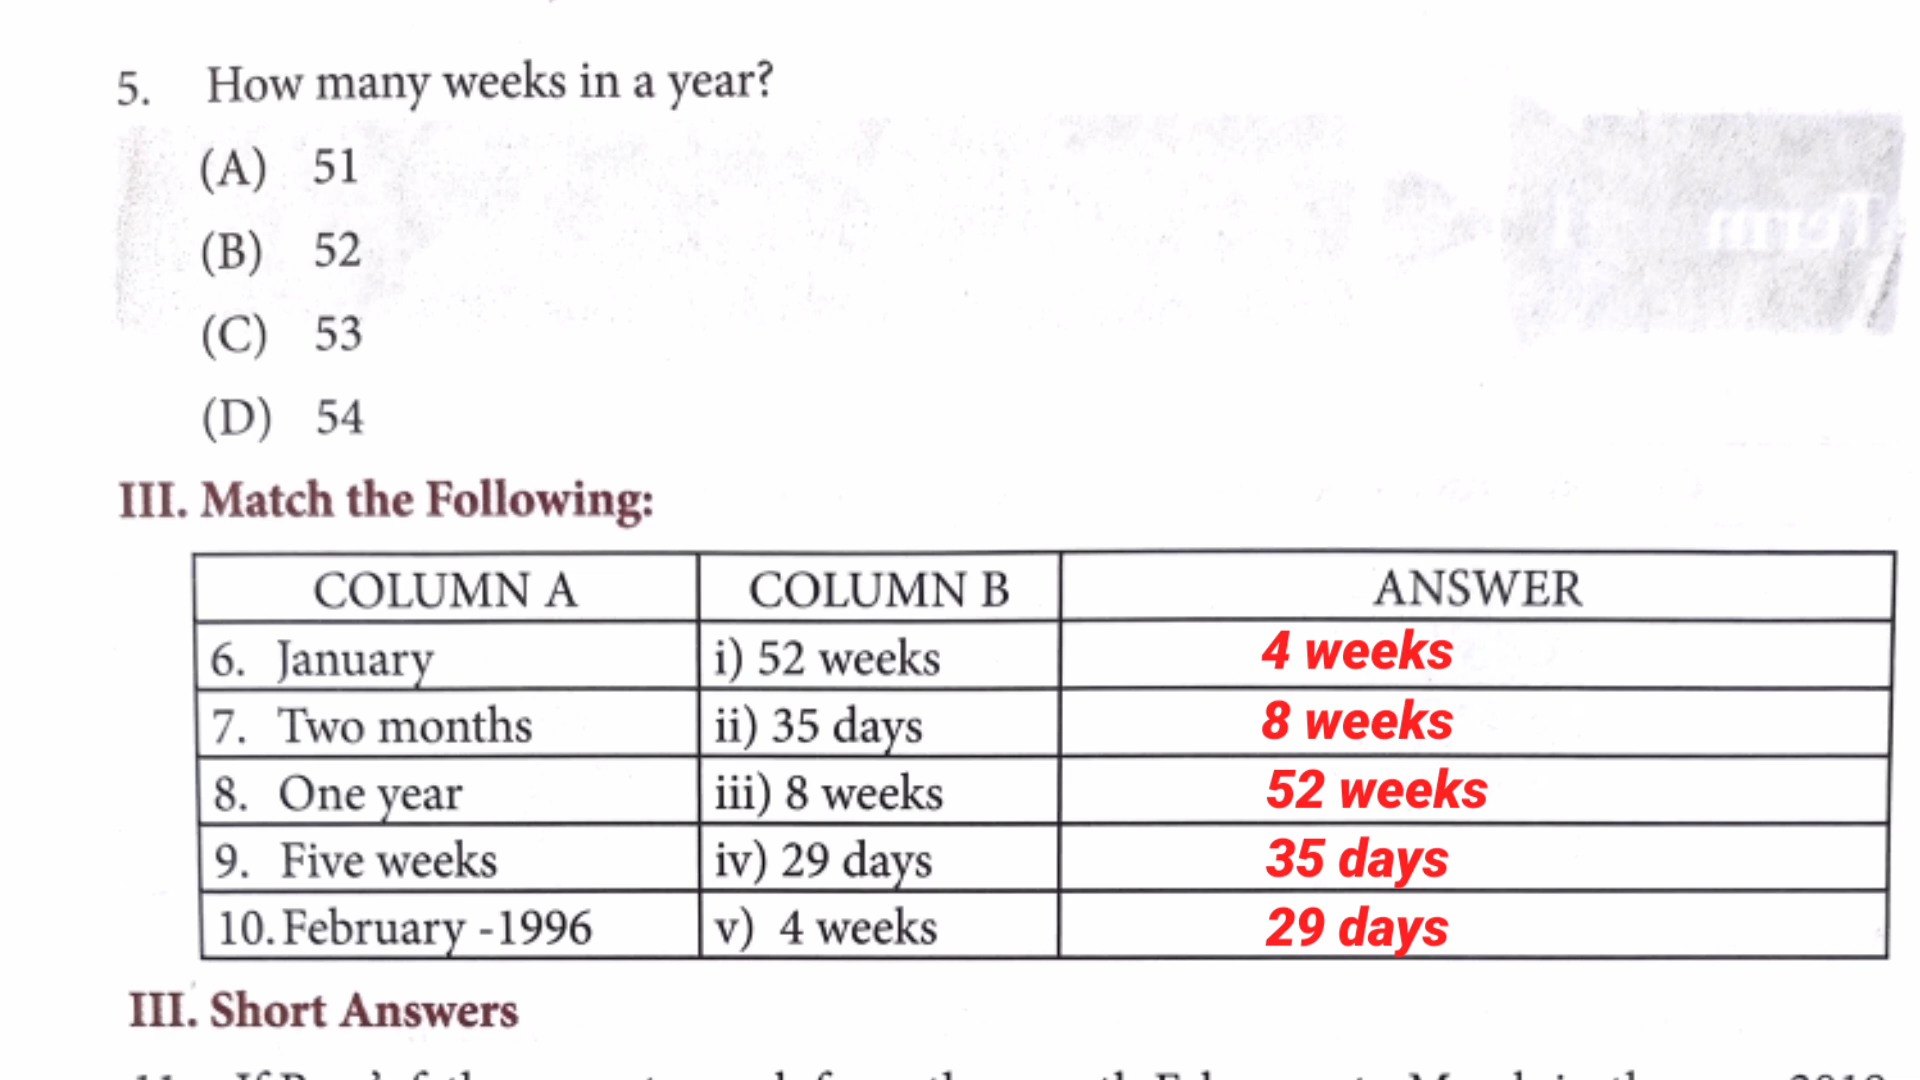 5. How many weeks in a year?
(A) 51
(B) 52
(C) 53
(D) 54
III. Match the Following:
COLUMN A COLUMN B ANSWER
6. January i) 52 weeks 4 weeks
7. Two months ii) 35 days 8 weeks
8. One year iii) 8 weeks 52 weeks
9. Five weeks iv) 29 days 35 days
10. February -1996 v) 4 weeks 29 days
III. Short Answers